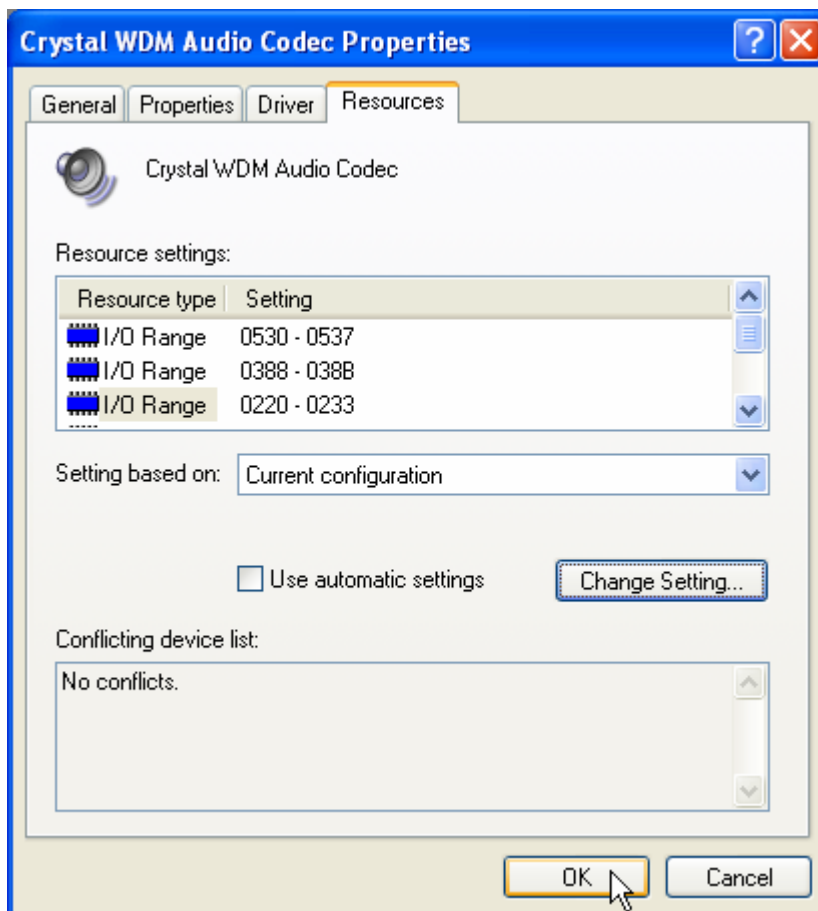 Crystal WDM Audio Codec Properties
General Properties Driver Resources
Crystal WDM Audio Codec
Resource settings:
Resource type Setting
I/O Range 0530 - 0537
I/O Range 0388 - 038B
I/O Range 0220 - 0233
Setting based on: Current configuration
Use automatic settings Change Setting...
Conflicting device list:
No conflicts.
OK Cancel